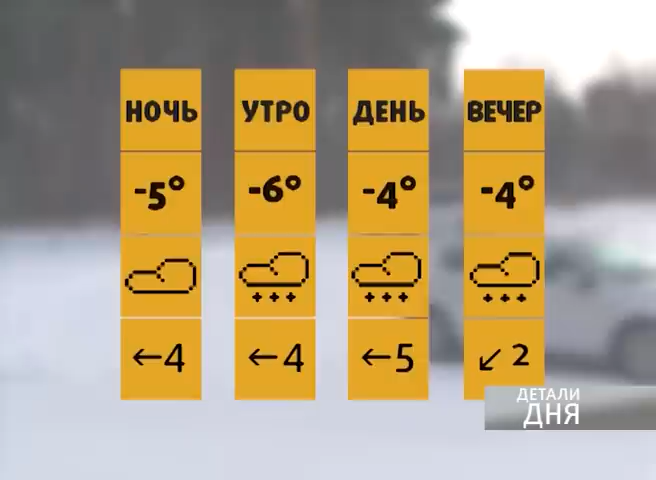 НОЧЬ УТРО ДЕНЬ ВЕЧЕР
-5° -6° -4° -4°
←4 ←4 ←5 ↙2
ДЕТАЛИ
ДНЯ